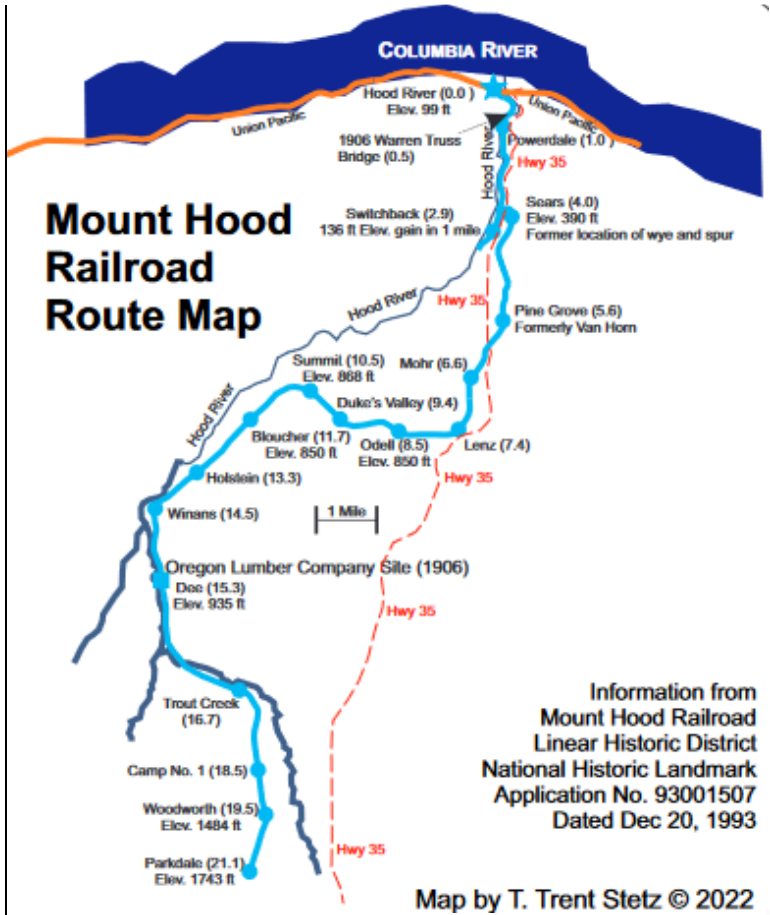 COLUMBIA RIVER
Hood River (0.0 )
Elev. 99 ft
Union Pacific
Union Pacific
1906 Warren Truss
Bridge (0.5)
Hood River
Powerdale (1.0 )
Hwy 35
Mount Hood
Railroad
Route Map
Switchback (2.9)
136 ft Elev. gain in 1 mile
Sears (4.0)
Elev. 390 ft
Former location of wye and spur
Hood River
Hwy 35
Pine Grove (5.6)
Formerly Van Horn
Summit (10.5)
Elev. 868 ft
Mohr (6.6)
Hood River
Duke's Valley (9.4)
Bloucher (11.7)
Elev. 850 ft
Odell (8.5)
Elev. 850 ft
Lenz (7.4)
Holstein (13.3)
Hwy 35
Winans (14.5)
1 Mile
Oregon Lumber Company Site (1906)
Dee (15.3)
Elev. 935 ft
Hwy 35
Trout Creek
(16.7)
Camp No. 1 (18.5)
Woodworth (19.5)
Elev. 1484 ft
Hwy 35
Parkdale (21.1)
Elev. 1743 ft
Information from
Mount Hood Railroad
Linear Historic District
National Historic Landmark
Application No. 93001507
Dated Dec 20, 1993
Map by T. Trent Stetz © 2022